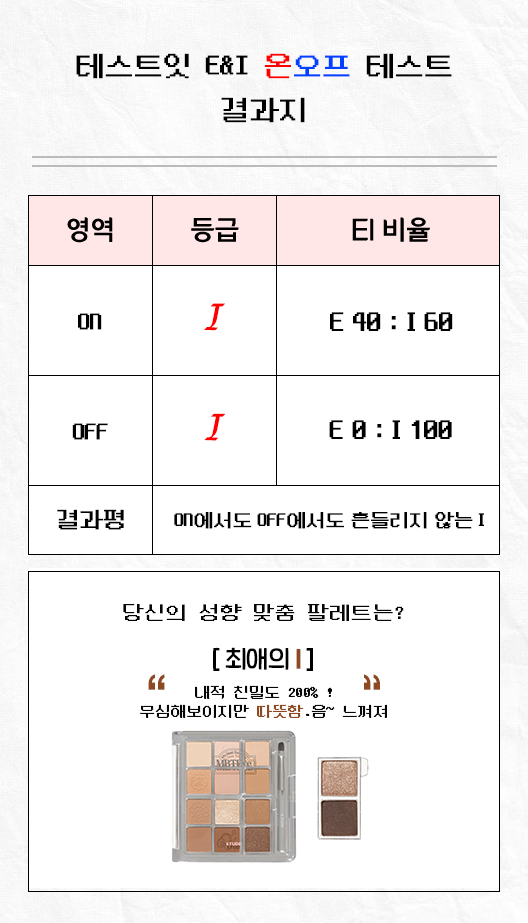 테스트잇 E&I 온오프 테스트
결과지
영역 등급 EI 비율
ON I E 40 : I 60
OFF I E 0 : I 100
결과평 ON에서도 OFF에서도 흔들리지 않는 I
당신의 성향 맞춤 팔레트는?
[ 최애의 I ]
“ 내적 친밀도 200% ! ”
무심해보이지만 따뜻함.음~ 느껴져
ETUDE